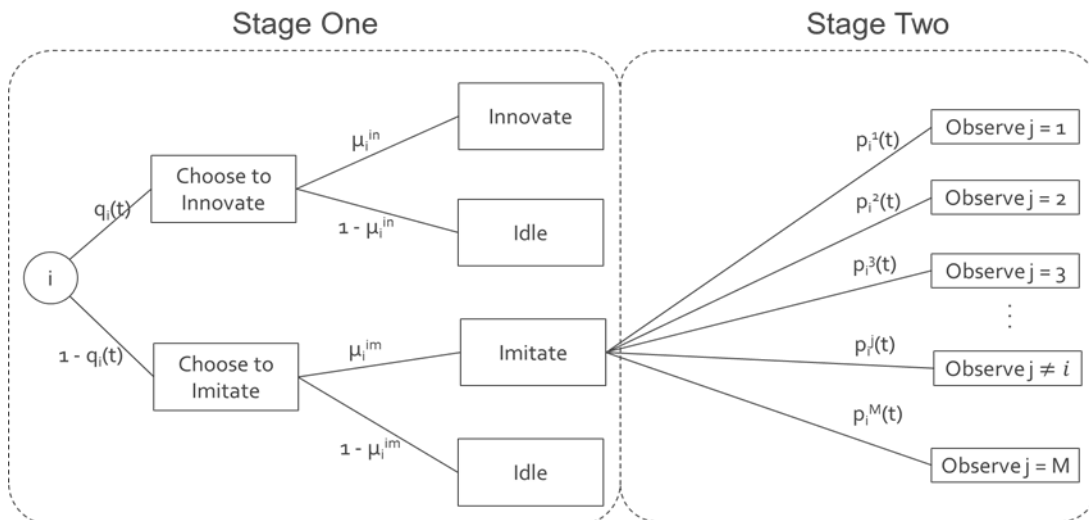 Stage One
Stage Two
i
qᵢ(t)
1 - qᵢ(t)
Choose to
Innovate
Choose to
Imitate
μᵢⁱⁿ
1 - μᵢⁱⁿ
μᵢⁱᵐ
1 - μᵢⁱᵐ
Innovate
Idle
Imitate
Idle
pᵢ¹(t)
pᵢ²(t)
pᵢ³(t)
pᵢʲ(t)
pᵢᴹ(t)
Observe j = 1
Observe j = 2
Observe j = 3
⋮
Observe j ≠ i
Observe j = M